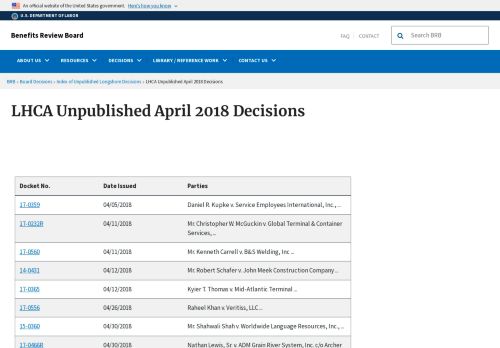 An official website of the United States government. Here's how you know
U.S. DEPARTMENT OF LABOR
Benefits Review Board
FAQ CONTACT
Search BRB
ABOUT US RESOURCES DECISIONS LIBRARY / REFERENCE WORK CONTACT US
BRB › Board Decisions › Index of Unpublished Longshore Decisions › LHCA Unpublished April 2018 Decisions
LHCA Unpublished April 2018 Decisions
Docket No. Date Issued Parties
17-0359 04/05/2018 Daniel R. Kupke v. Service Employees International, Inc., ...
17-0232R 04/11/2018 Mr. Christopher W. McGuckin v. Global Terminal & Container
Services, ...
17-0560 04/11/2018 Mr. Kenneth Carrell v. B&S Welding, Inc ...
14-0431 04/12/2018 Mr. Robert Schafer v. John Meek Construction Company ...
17-0365 04/12/2018 Kyier T. Thomas v. Mid-Atlantic Terminal ...
17-0556 04/26/2018 Raheel Khan v. Veritiss, LLC ...
15-0360 04/30/2018 Mr. Shahwali Shah v. Worldwide Language Resources, Inc., ...
17-0466R 04/30/2018 Nathan Lewis, Sr. v. ADM Grain River System, Inc. c/o Archer